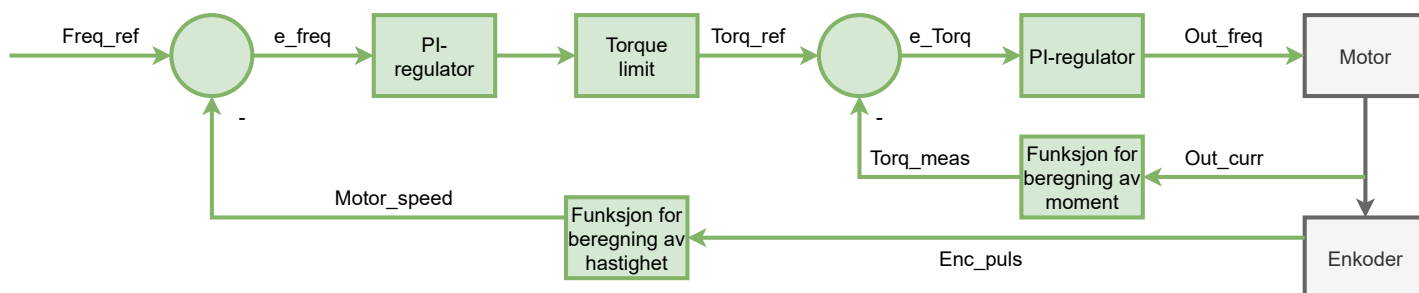 Freq_ref
e_freq
PI-
regulator
Torque
limit
Torq_ref
e_Torq
PI-regulator
Out_freq
Motor
-
-
Torq_meas
Funksjon for
beregning av
moment
Out_curr
Motor_speed
Funksjon for
beregning av
hastighet
Enc_puls
Enkoder